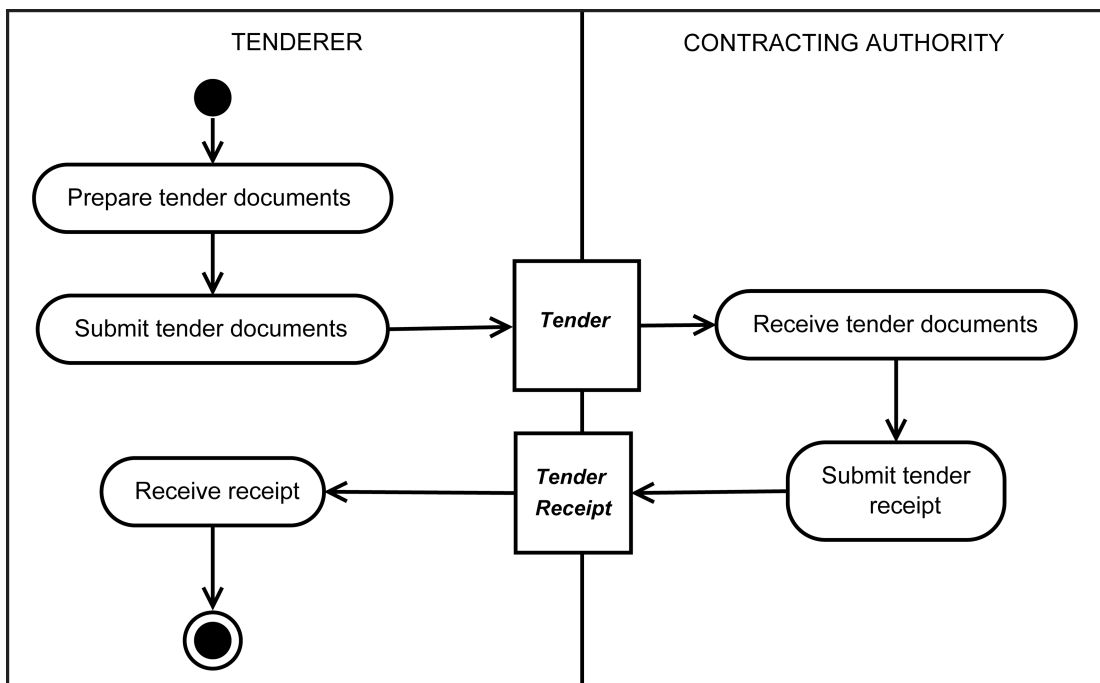 TENDERER
CONTRACTING AUTHORITY
Prepare tender documents
Submit tender documents
Tender
Receive tender documents
Submit tender
receipt
Tender
Receipt
Receive receipt